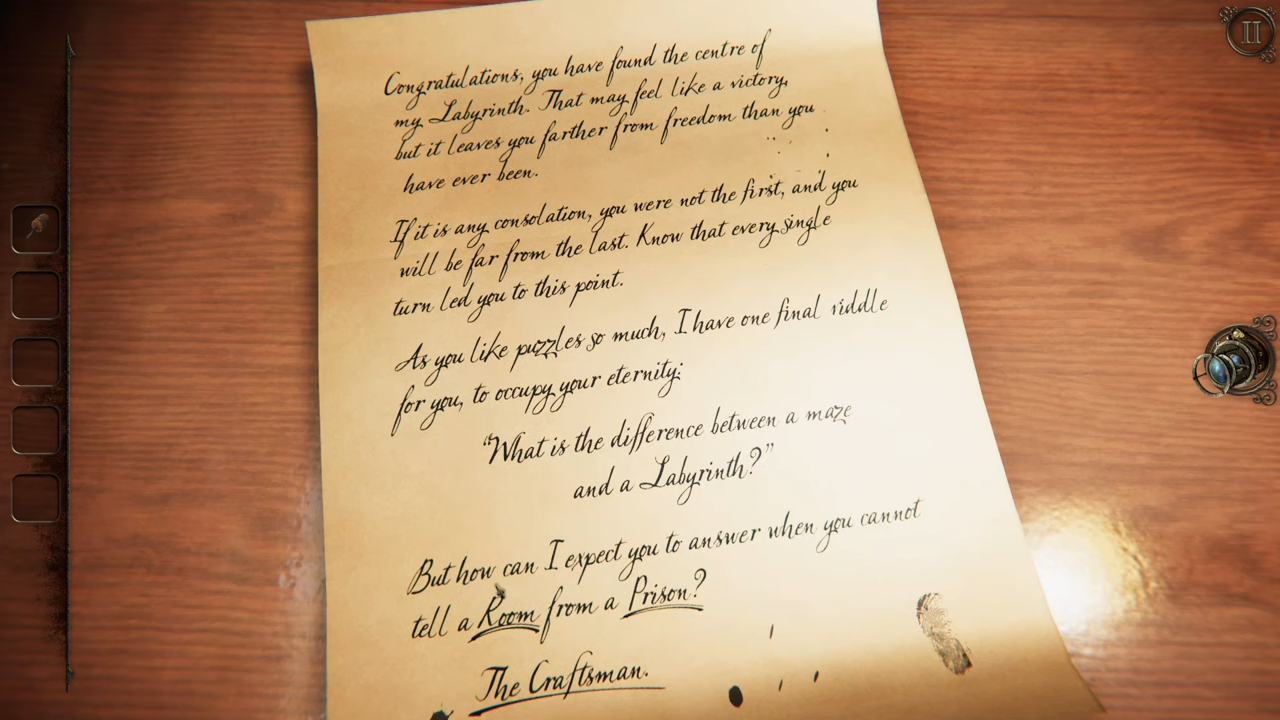 Congratulations, you have found the centre of
my Labyrinth. That may feel like a victory,
but it leaves you farther from freedom than you
have ever been.
If it is any consolation, you were not the first, and you
will be far from the last. Know that every single
turn led you to this point.
As you like puzzles so much, I have one final riddle
for you, to occupy your eternity:
"What is the difference between a maze
and a Labyrinth?"
But how can I expect you to answer when you cannot
tell a Room from a Prison?
The Craftsman.